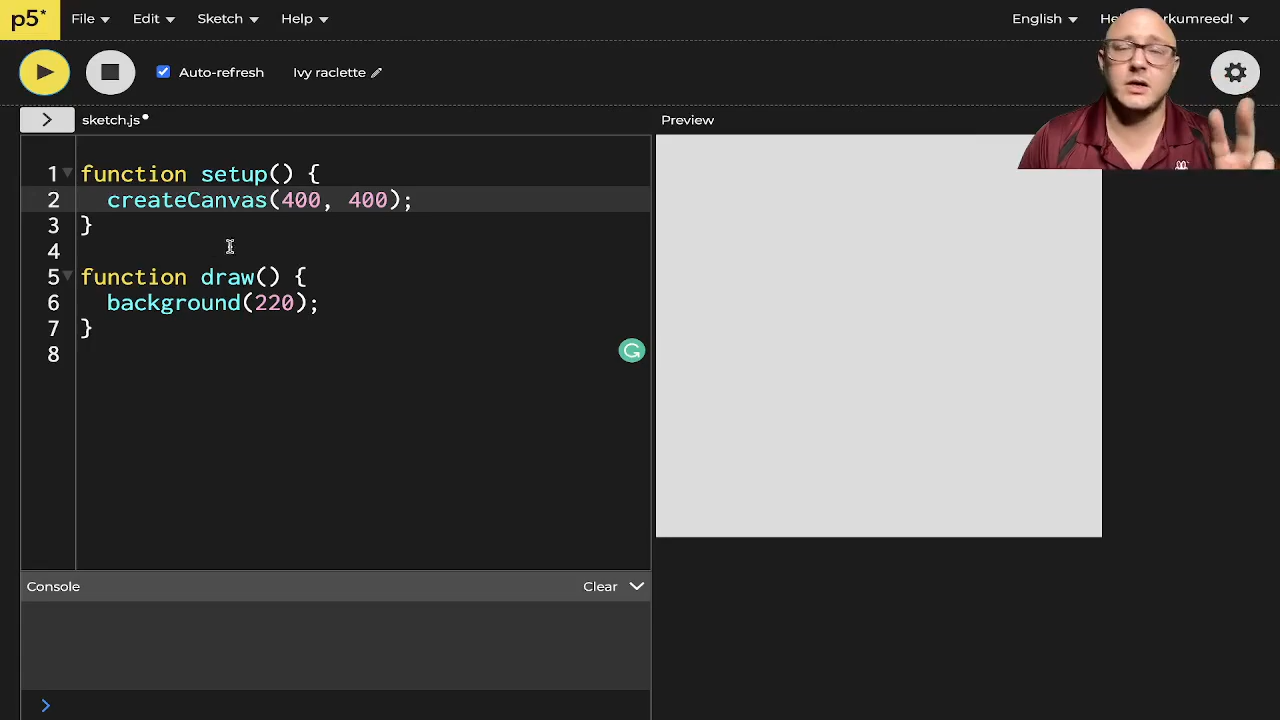 p5* File Edit Sketch Help English
Auto-refresh Ivy raclette
sketch.js Preview
1 function setup() {
2 createCanvas(400, 400);
3 }
4
5 function draw() {
6 background(220);
7 }
8
Console Clear
>